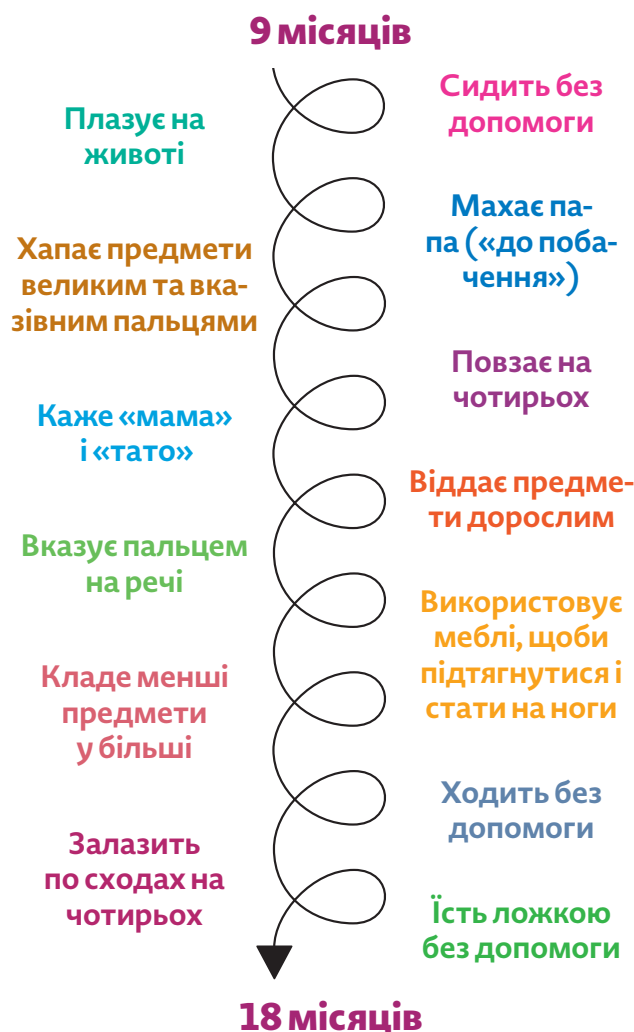 9 місяців
Сидить без
допомоги
Плазує на
животі
Махає па-
па («до поба-
чення»)
Хапає предмети
великим та вка-
зівним пальцями
Повзає на
чотирьох
Каже «мама»
і «тато»
Віддає предме-
ти дорослим
Вказує пальцем
на речі
Використовує
меблі, щоби
підтягнутися і
стати на ноги
Кладе менші
предмети
у більші
Ходить без
допомоги
Залазить
по сходах на
чотирьох
Їсть ложкою
без допомоги
18 місяців